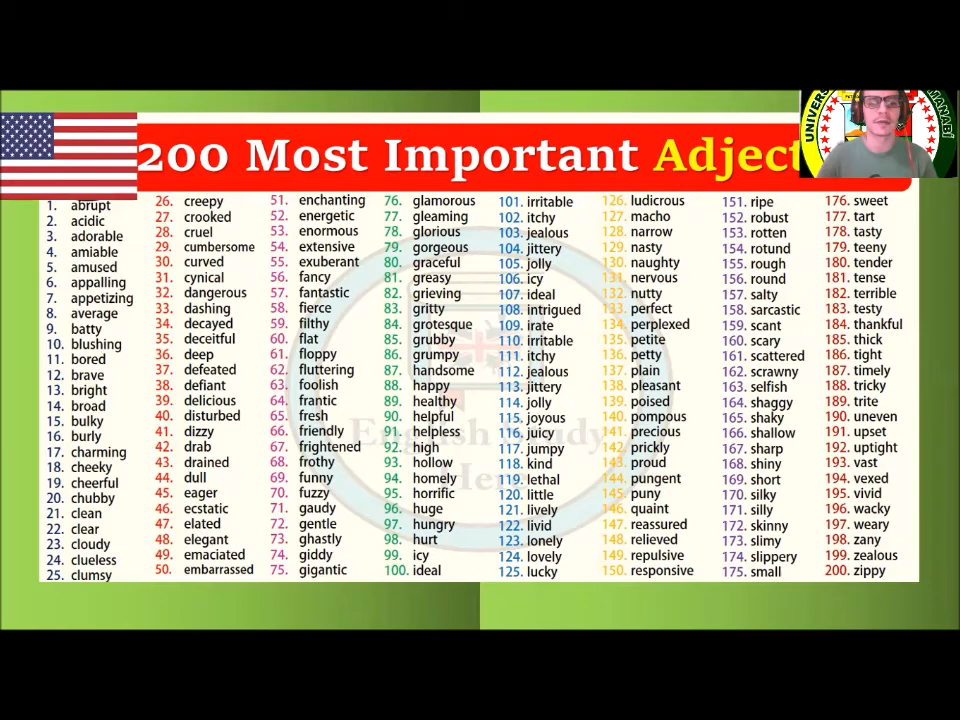 200 Most Important Adject
1. abrupt
2. acidic
3. adorable
4. amiable
5. amused
6. appalling
7. appetizing
8. average
9. batty
10. blushing
11. bored
12. brave
13. bright
14. broad
15. bulky
16. burly
17. charming
18. cheeky
19. cheerful
20. chubby
21. clean
22. clear
23. cloudy
24. clueless
25. clumsy
26. creepy
27. crooked
28. cruel
29. cumbersome
30. curved
31. cynical
32. dangerous
33. dashing
34. decayed
35. deceitful
36. deep
37. defeated
38. defiant
39. delicious
40. disturbed
41. dizzy
42. drab
43. drained
44. dull
45. eager
46. ecstatic
47. elated
48. elegant
49. emaciated
50. embarrassed
51. enchanting
52. energetic
53. enormous
54. extensive
55. exuberant
56. fancy
57. fantastic
58. fierce
59. filthy
60. flat
61. floppy
62. fluttering
63. foolish
64. frantic
65. fresh
66. friendly
67. frightened
68. frothy
69. funny
70. fuzzy
71. gaudy
72. gentle
73. ghastly
74. giddy
75. gigantic
76. glamorous
77. gleaming
78. glorious
79. gorgeous
80. graceful
81. greasy
82. grieving
83. gritty
84. grotesque
85. grubby
86. grumpy
87. handsome
88. happy
89. healthy
90. helpful
91. helpless
92. high
93. hollow
94. homely
95. horrific
96. huge
97. hungry
98. hurt
99. icy
100. ideal
101. irritable
102. itchy
103. jealous
104. jittery
105. jolly
106. icy
107. ideal
108. intrigued
109. irate
110. irritable
111. itchy
112. jealous
113. jittery
114. jolly
115. joyous
116. juicy
117. jumpy
118. kind
119. lethal
120. little
121. lively
122. livid
123. lonely
124. lovely
125. lucky
126. ludicrous
127. macho
128. narrow
129. nasty
130. naughty
131. nervous
132. nutty
133. perfect
134. perplexed
135. petite
136. petty
137. plain
138. pleasant
139. poised
140. pompous
141. precious
142. prickly
143. proud
144. pungent
145. puny
146. quaint
147. reassured
148. relieved
149. repulsive
150. responsive
151. ripe
152. robust
153. rotten
154. rotund
155. rough
156. round
157. salty
158. sarcastic
159. scant
160. scary
161. scattered
162. scrawny
163. selfish
164. shaggy
165. shaky
166. shallow
167. sharp
168. shiny
169. short
170. silky
171. silly
172. skinny
173. slimy
174. slippery
175. small
176. sweet
177. tart
178. tasty
179. teeny
180. tender
181. tense
182. terrible
183. testy
184. thankful
185. thick
186. tight
187. timely
188. tricky
189. trite
190. uneven
191. upset
192. uptight
193. vast
194. vexed
195. vivid
196. wacky
197. weary
198. zany
199. zealous
200. zippy
English Study
Her
UNIVERS
MANABÍ